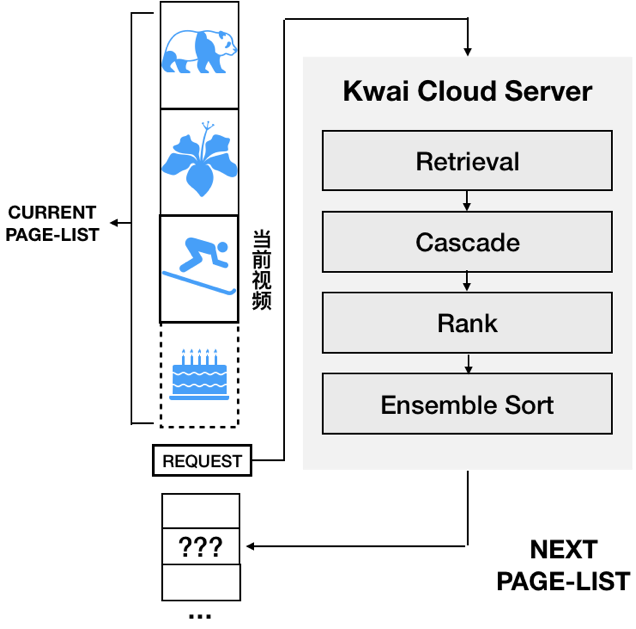 CURRENT
PAGE-LIST
当前视频
REQUEST
???
...
Kwai Cloud Server
Retrieval
Cascade
Rank
Ensemble Sort
NEXT
PAGE-LIST